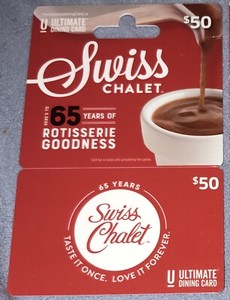 U ULTIMATE
DINING CARD
$50
Swiss
CHALET.
HERE'S TO
65 YEARS OF
ROTISSERIE
GOODNESS
$50
65 YEARS
Swiss
Chalet
TASTE IT ONCE. LOVE IT FOREVER.
U ULTIMATE
DINING CARD